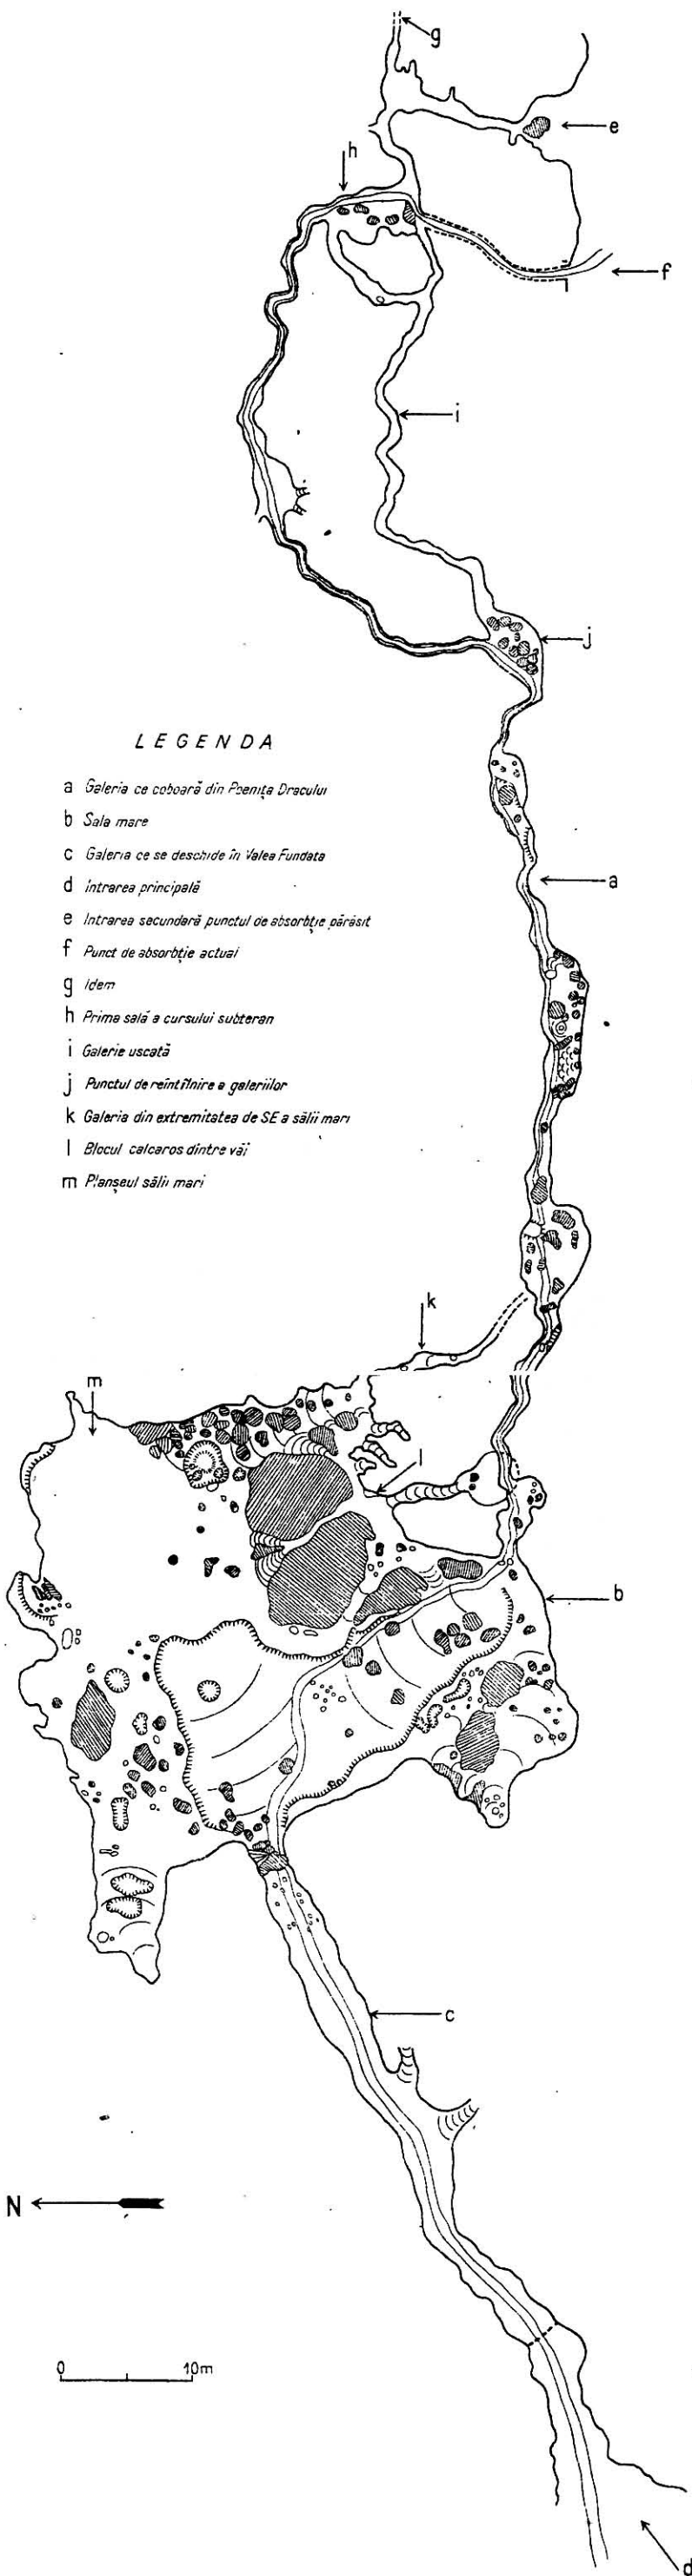 g
e
h
f
i
j
LEGENDA
a Galeria ce coboară din Poenița Dracului
b Sala mare
c Galeria ce se deschide în Valea Fundata
d Intrarea principală
e Intrarea secundară punctul de absorbție părăsit
f Punct de absorbție actual
g Idem
h Prima sală a cursului subteran
i Galerie uscată
j Punctul de reîntîlnire a galeriilor
k Galeria din extremitatea de SE a sălii mari
l Blocul calcaros dintre văi
m Planșeul sălii mari
a
k
m
l
b
c
N
0 10m
d